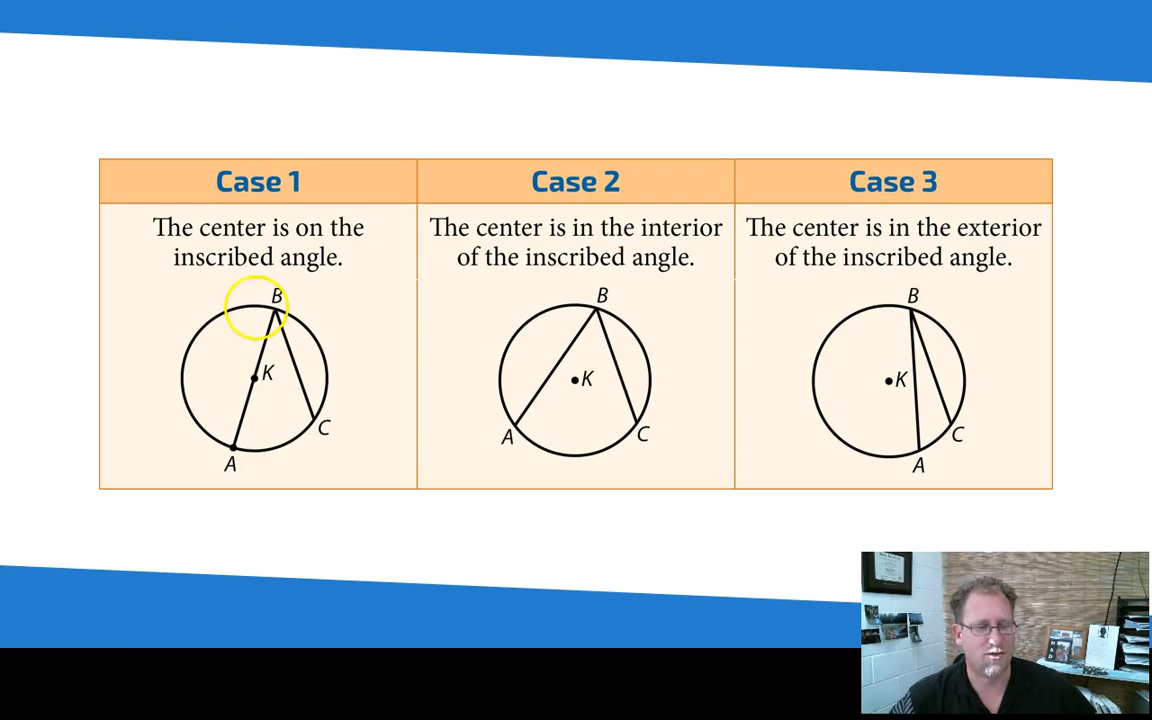 Case 1
Case 2
Case 3
The center is on the
inscribed angle.
The center is in the interior
of the inscribed angle.
The center is in the exterior
of the inscribed angle.
B
K
C
A
B
K
A
C
B
K
C
A